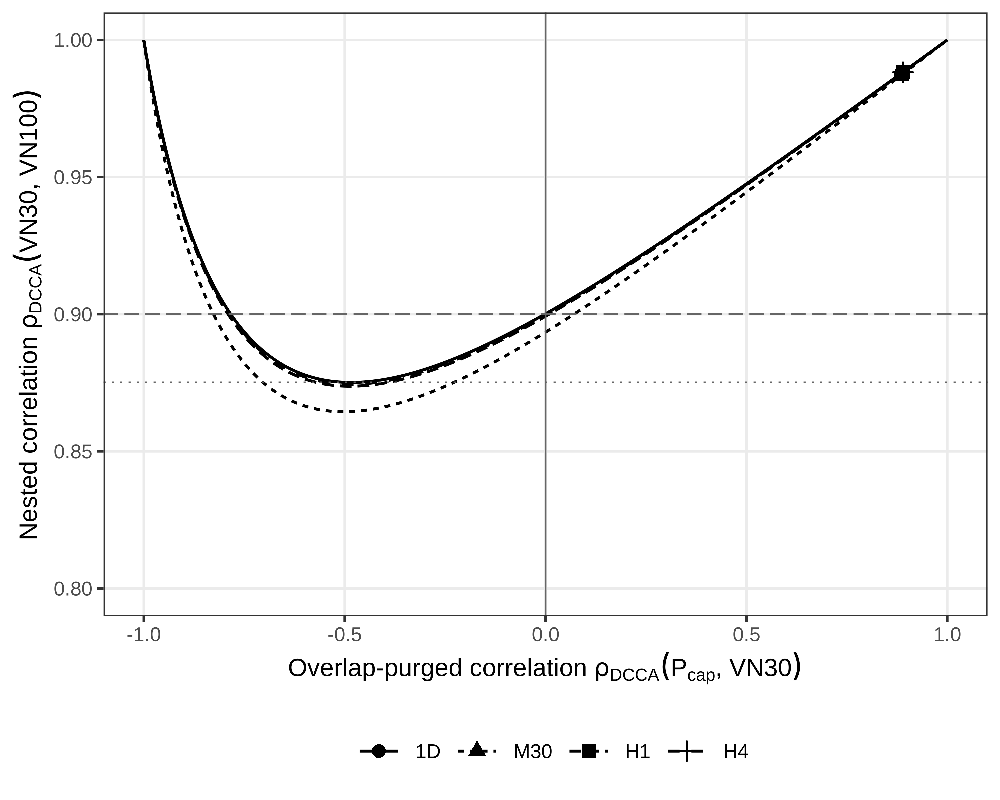 Nested correlation ρDCCA(VN30, VN100)
1.00
0.95
0.90
0.85
0.80
-1.0 -0.5 0.0 0.5 1.0
Overlap-purged correlation ρDCCA(Pcap, VN30)
1D M30 H1 H4